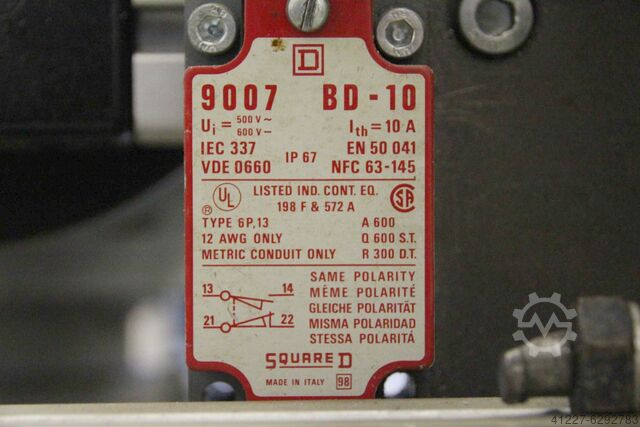 D
9007 BD-10
Ui = 500 V~ 600 V⎓ Ith = 10 A
IEC 337 EN 50 041
VDE 0660 IP 67 NFC 63-145
UL LISTED IND. CONT. EQ. SA
® 198 F & 572 A
TYPE 6P,13 A 600
12 AWG ONLY Q 600 S.T.
METRIC CONDUIT ONLY R 300 D.T.
SAME POLARITY
13 14 MÊME POLARITÉ
GLEICHE POLARITÄT
21 22 MISMA POLARIDAD
STESSA POLARITÁ
SQUARE D
MADE IN ITALY 98
41227-6292783